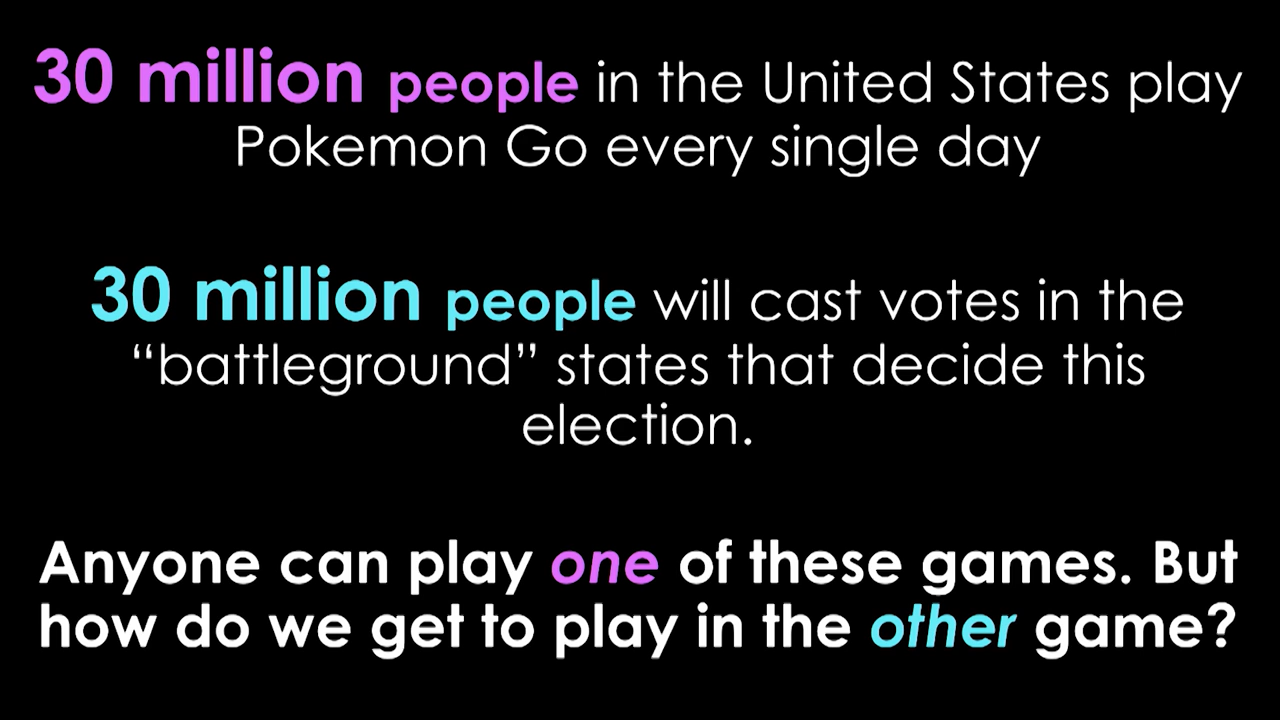 30 million people in the United States play
Pokemon Go every single day
30 million people will cast votes in the
“battleground” states that decide this
election.
Anyone can play one of these games. But
how do we get to play in the other game?